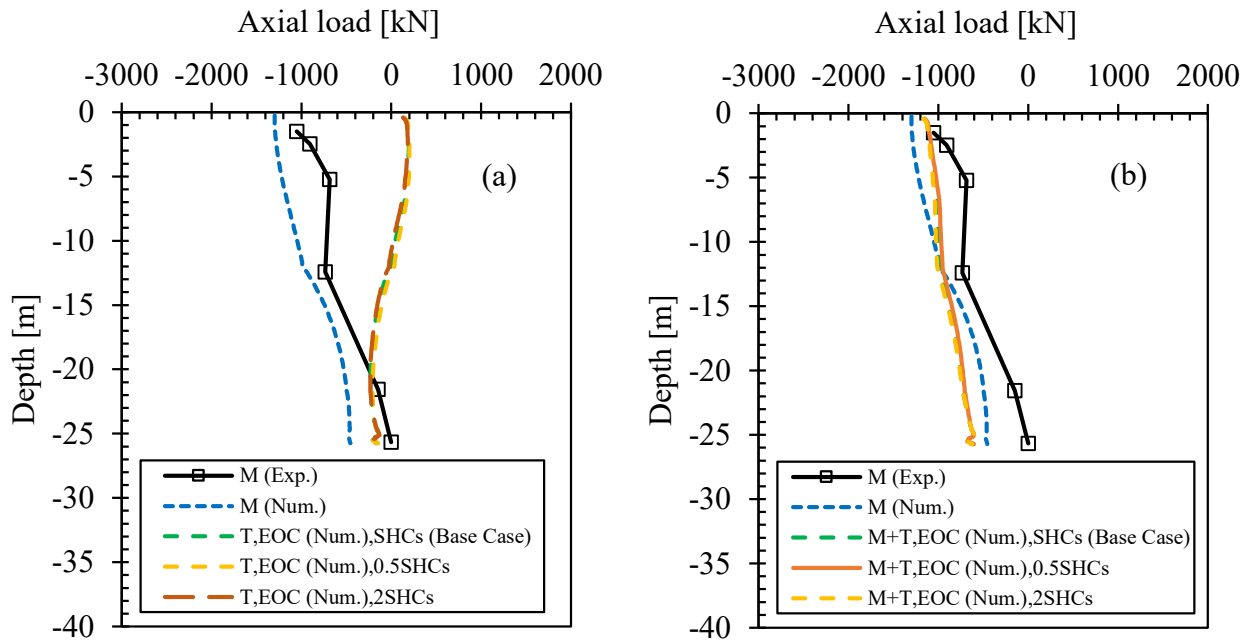 Axial load [kN]
-3000 -2000 -1000 0 1000 2000
0
-5
-10
-15
-20
-25
-30
-35
-40
Depth [m]
(a)
M (Exp.)
M (Num.)
T,EOC (Num.),SHCs (Base Case)
T,EOC (Num.),0.5SHCs
T,EOC (Num.),2SHCs
Axial load [kN]
-3000 -2000 -1000 0 1000 2000
0
-5
-10
-15
-20
-25
-30
-35
-40
Depth [m]
(b)
M (Exp.)
M (Num.)
M+T,EOC (Num.),SHCs (Base Case)
M+T,EOC (Num.),0.5SHCs
M+T,EOC (Num.),2SHCs